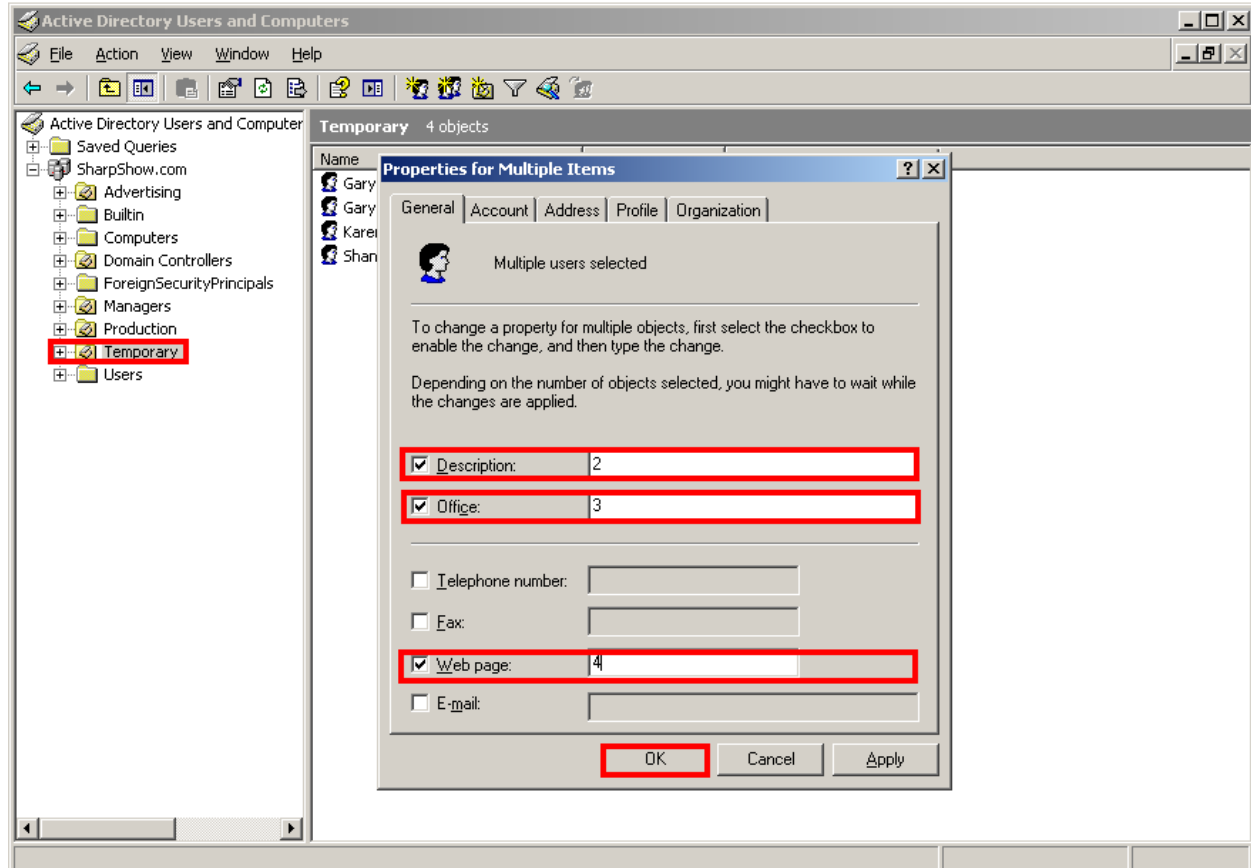 Active Directory Users and Computers
File Action View Window Help
Active Directory Users and Computer
Saved Queries
SharpShow.com
Advertising
Builtin
Computers
Domain Controllers
ForeignSecurityPrincipals
Managers
Production
Temporary
Users
Temporary 4 objects
Name
Gary
Gary
Karen
Shan
Properties for Multiple Items
General Account Address Profile Organization
Multiple users selected
To change a property for multiple objects, first select the checkbox to
enable the change, and then type the change.
Depending on the number of objects selected, you might have to wait while
the changes are applied.
Description: 2
Office: 3
Telephone number:
Fax:
Web page: 4
E-mail:
OK Cancel Apply